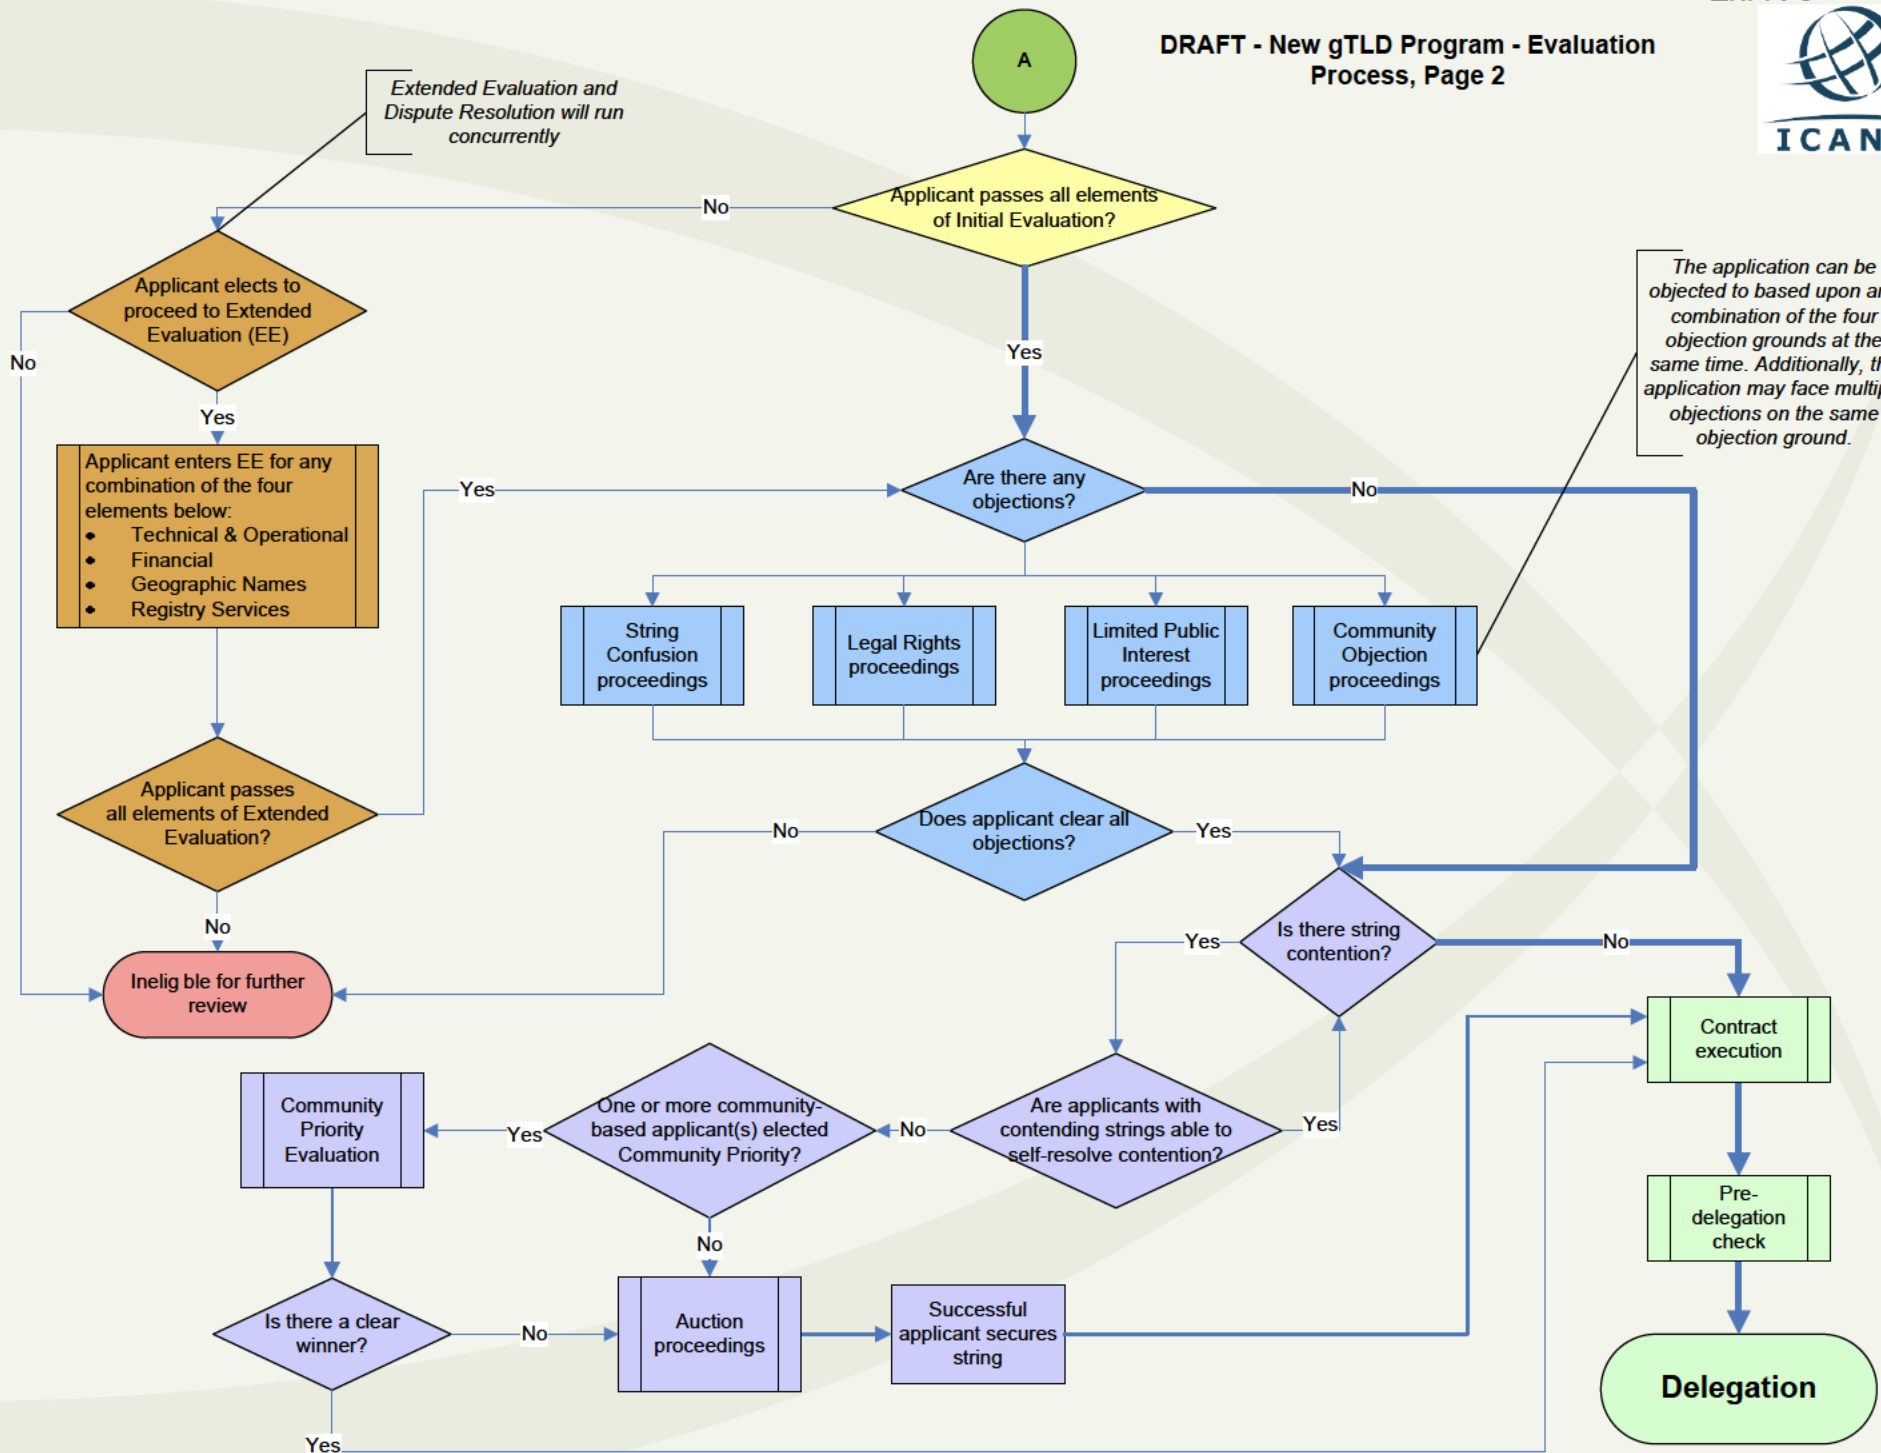 A
DRAFT - New gTLD Program - Evaluation
Process, Page 2
ICAN
Extended Evaluation and
Dispute Resolution will run
concurrently
Applicant passes all elements
of Initial Evaluation?
No
Yes
Applicant elects to
proceed to Extended
Evaluation (EE)
No
Yes
The application can be
objected to based upon
combination of the four
objection grounds at the
same time. Additionally,
application may face
objections on the same
objection ground.
Applicant enters EE for any
combination of the four
elements below:
• Technical & Operational
• Financial
• Geographic Names
• Registry Services
Yes
Are there any
objections?
No
String
Confusion
proceedings
Legal Rights
proceedings
Limited Public
Interest
proceedings
Community
Objection
proceedings
Applicant passes
all elements of Extended
Evaluation?
No
Does applicant clear all
objections?
No
Yes
Inelig ble for further
review
Is there string
contention?
Yes
No
Contract
execution
Are applicants with
contending strings able to
self-resolve contention?
Yes
No
One or more community-
based applicant(s) elected
Community Priority?
Yes
No
Community
Priority
Evaluation
Pre-
delegation
check
Is there a clear
winner?
No
Yes
Auction
proceedings
Successful
applicant secures
string
Delegation